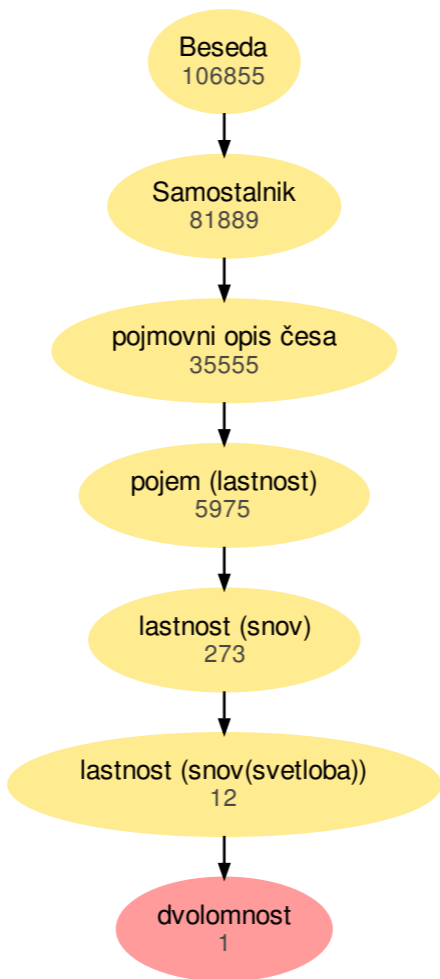 Beseda
106855
Samostalnik
81889
pojmovni opis česa
35555
pojem (lastnost)
5975
lastnost (snov)
273
lastnost (snov(svetloba))
12
dvolomnost
1